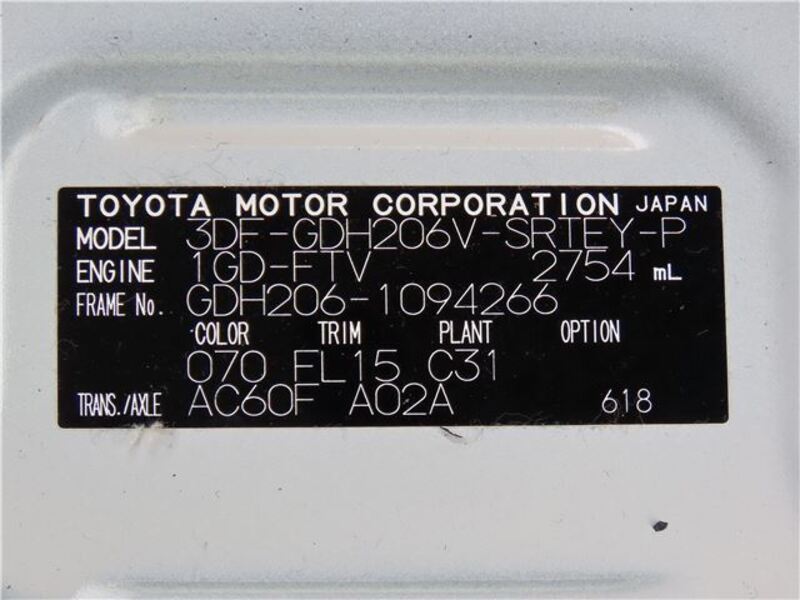 TOYOTA MOTOR CORPORATION JAPAN
MODEL 3DF-GDH206V-SRTEY-P
ENGINE 1GD-FTV 2754 mL
FRAME No. GDH206-1094266
COLOR TRIM PLANT OPTION
070 FL15 C31
TRANS./AXLE AC60F A02A 618